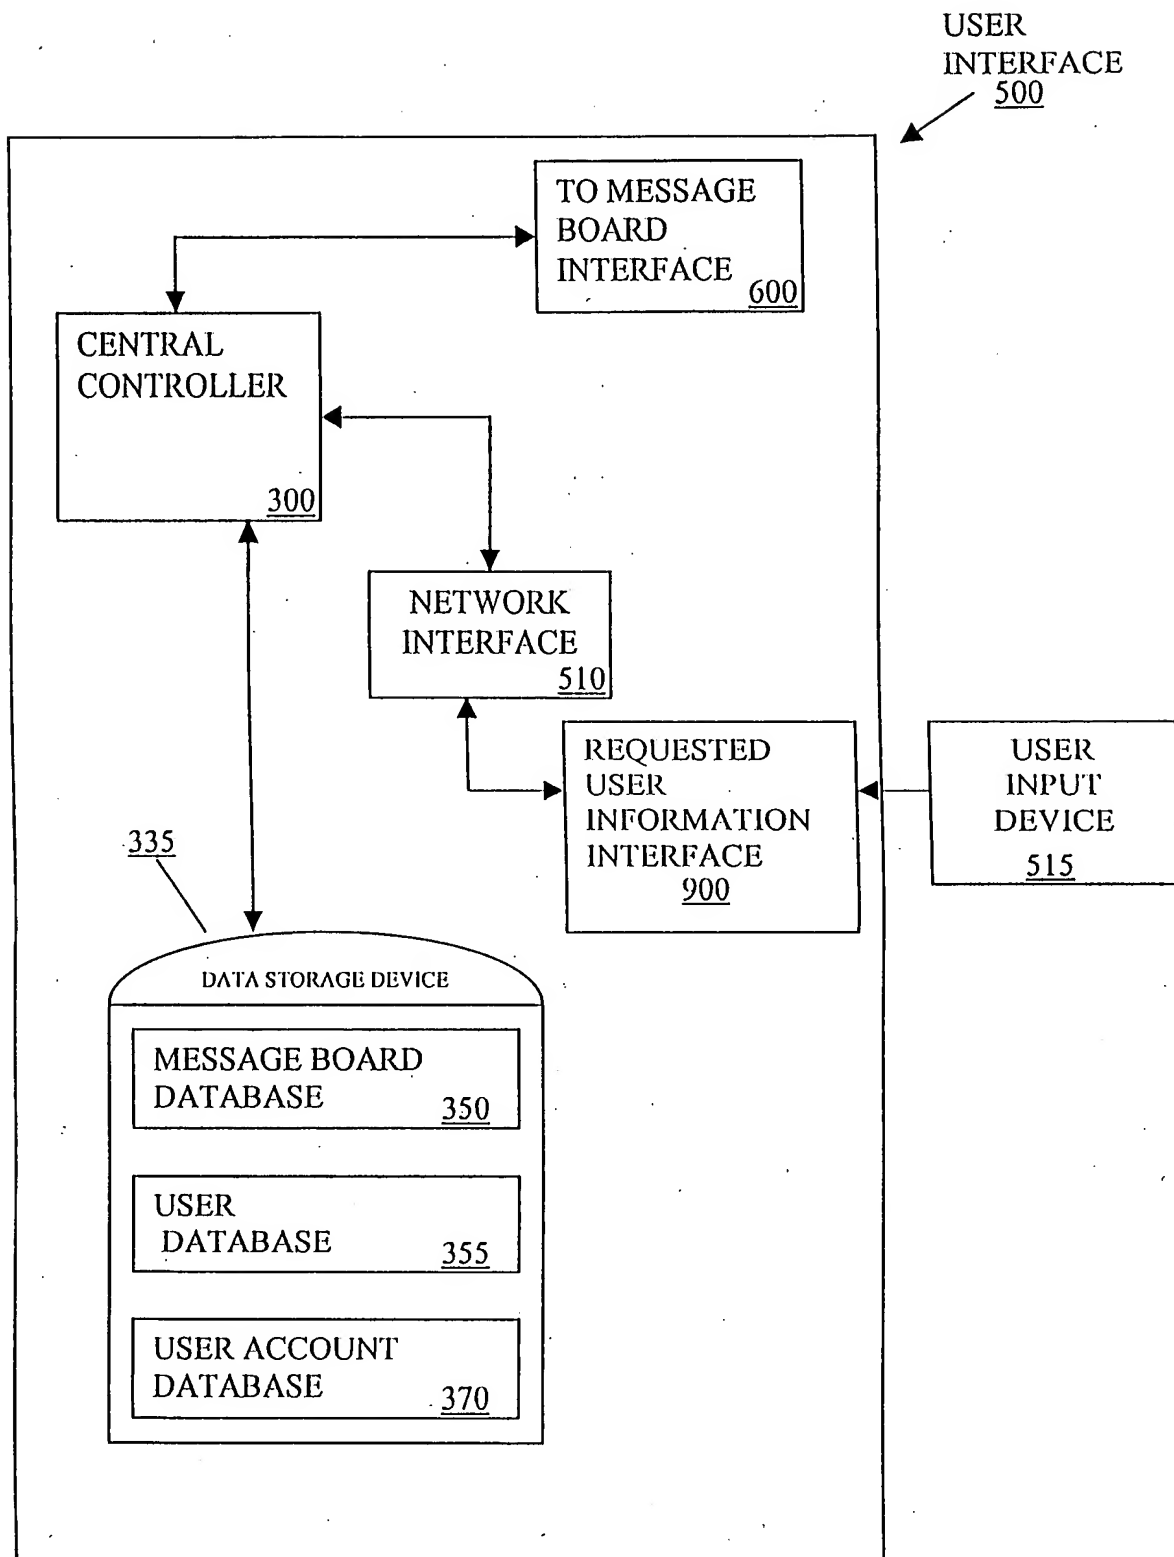 USER
INTERFACE
500
TO MESSAGE
BOARD
INTERFACE
600
CENTRAL
CONTROLLER
300
NETWORK
INTERFACE
510
REQUESTED
USER
INFORMATION
INTERFACE
900
USER
INPUT
DEVICE
515
335
DATA STORAGE DEVICE
MESSAGE BOARD
DATABASE
350
USER
DATABASE
355
USER ACCOUNT
DATABASE
370